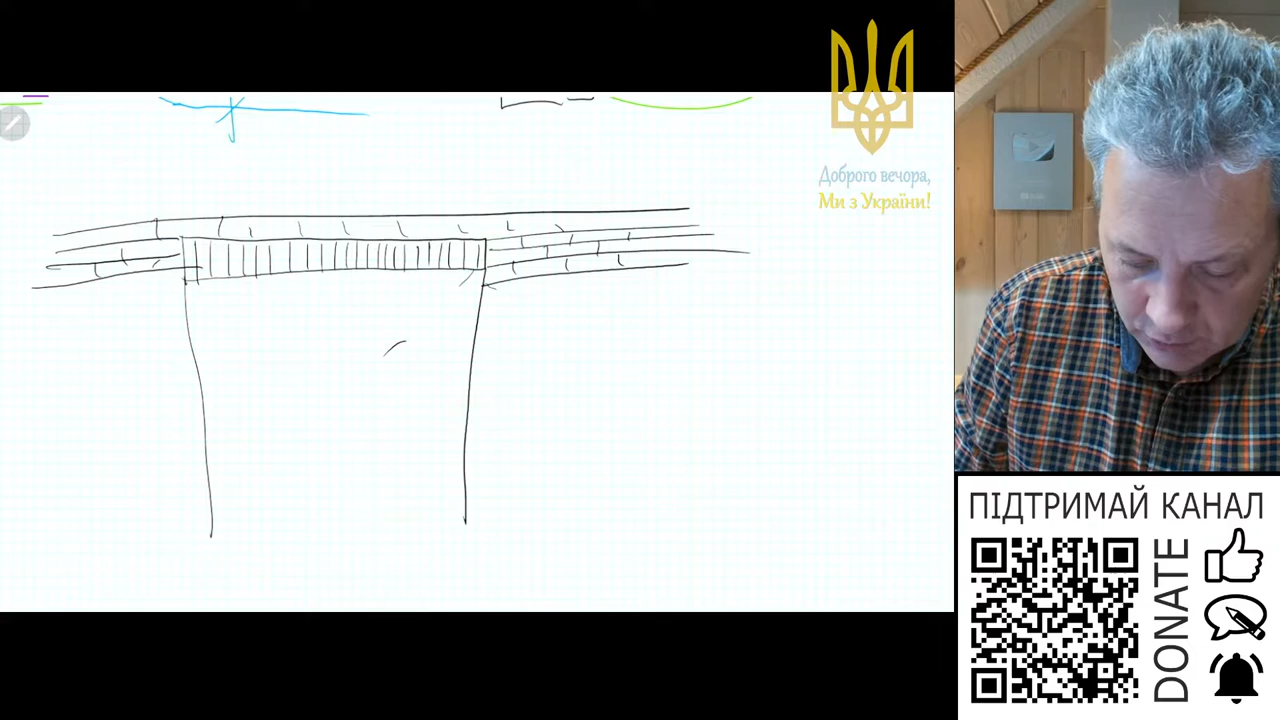 Доброго вечора,
Ми з України!
ПІДТРИМАЙ КАНАЛ
DONATE